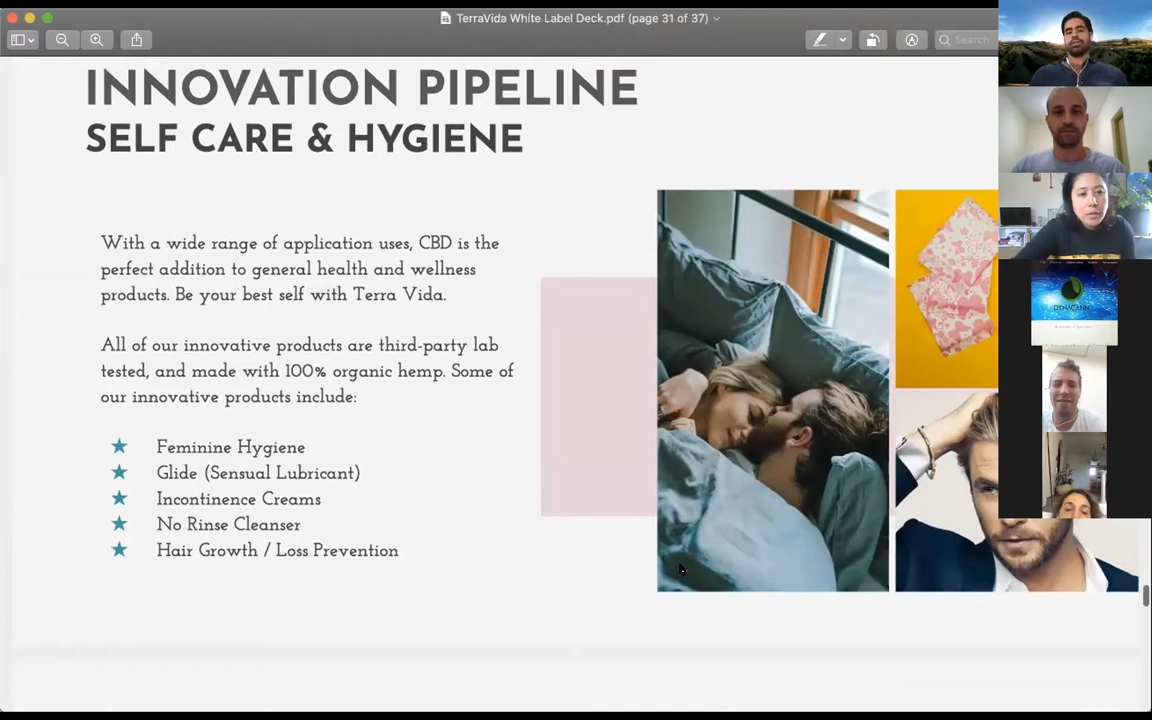 TerraVida White Label Deck.pdf (page 31 of 37)
Search
INNOVATION PIPELINE
SELF CARE & HYGIENE
With a wide range of application uses, CBD is the
perfect addition to general health and wellness
products. Be your best self with Terra Vida.
All of our innovative products are third-party lab
tested, and made with 100% organic hemp. Some of
our innovative products include:
Feminine Hygiene
Glide (Sensual Lubricant)
Incontinence Creams
No Rinse Cleanser
Hair Growth / Loss Prevention
DYNACANN